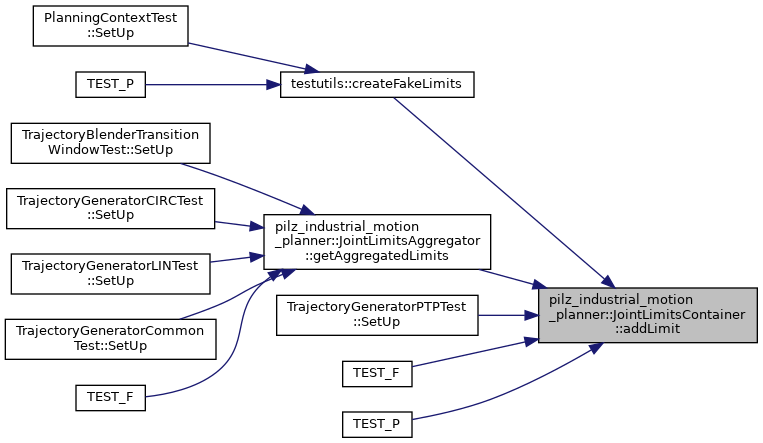 PlanningContextTest
::SetUp
TEST_P
testutils::createFakeLimits
TrajectoryBlenderTransition
WindowTest::SetUp
TrajectoryGeneratorCIRCTest
::SetUp
TrajectoryGeneratorLINTest
::SetUp
TrajectoryGeneratorCommon
Test::SetUp
TEST_F
pilz_industrial_motion
_planner::JointLimitsAggregator
::getAggregatedLimits
TrajectoryGeneratorPTPTest
::SetUp
TEST_F
TEST_P
pilz_industrial_motion
_planner::JointLimitsContainer
::addLimit